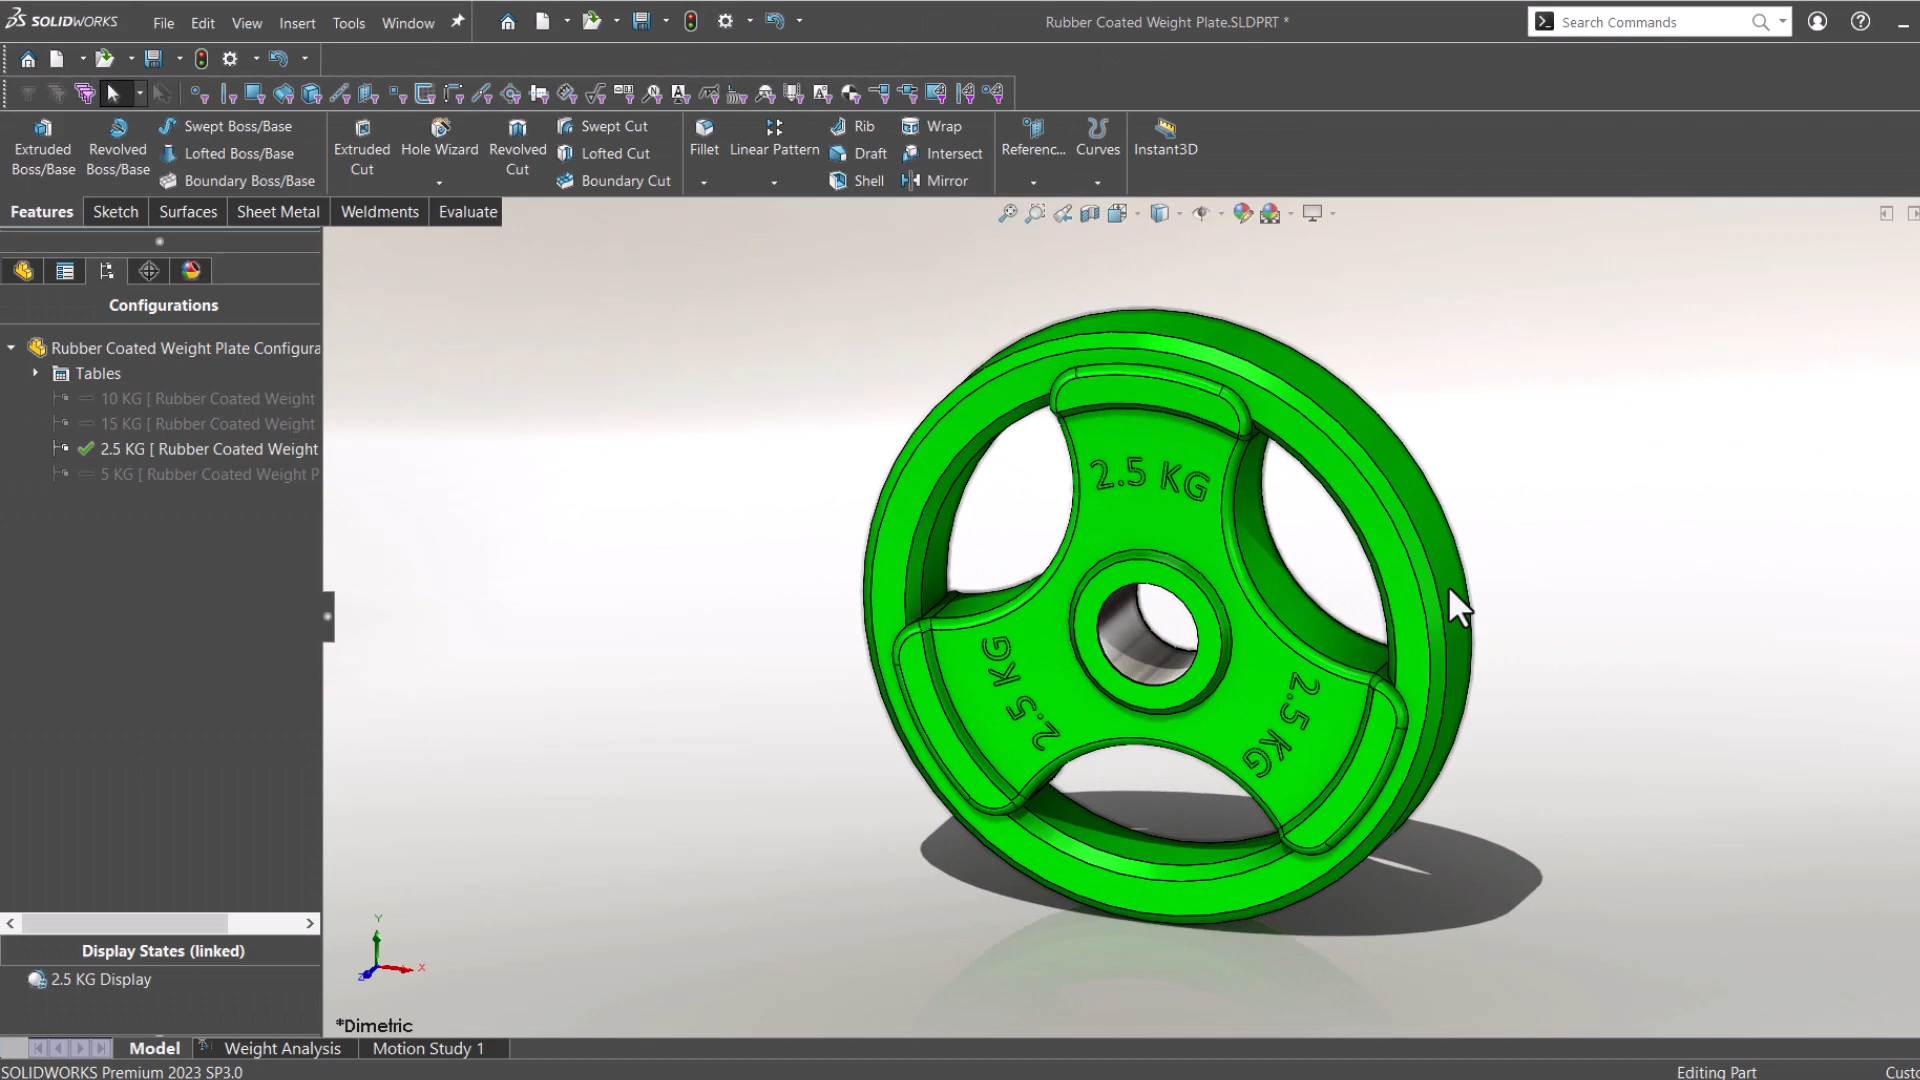 SOLIDWORKS File Edit View Insert Tools Window Rubber Coated Weight Plate.SLDPRT * Search Commands
Extruded Boss/Base
Revolved Boss/Base
Swept Boss/Base
Lofted Boss/Base
Boundary Boss/Base
Extruded Cut
Hole Wizard
Revolved Cut
Swept Cut
Lofted Cut
Boundary Cut
Fillet
Linear Pattern
Rib
Draft
Shell
Wrap
Intersect
Mirror
Referenc...
Curves
Instant3D
Features Sketch Surfaces Sheet Metal Weldments Evaluate
Configurations
Rubber Coated Weight Plate Configura
Tables
10 KG [ Rubber Coated Weight
15 KG [ Rubber Coated Weight
2.5 KG [ Rubber Coated Weight
5 KG [ Rubber Coated Weight P
2.5 KG
2.5 KG
2.5 KG
Display States (linked)
2.5 KG Display
Y
X
Z
*Dimetric
Model Weight Analysis Motion Study 1
SOLIDWORKS Premium 2023 SP3.0 Editing Part Custo